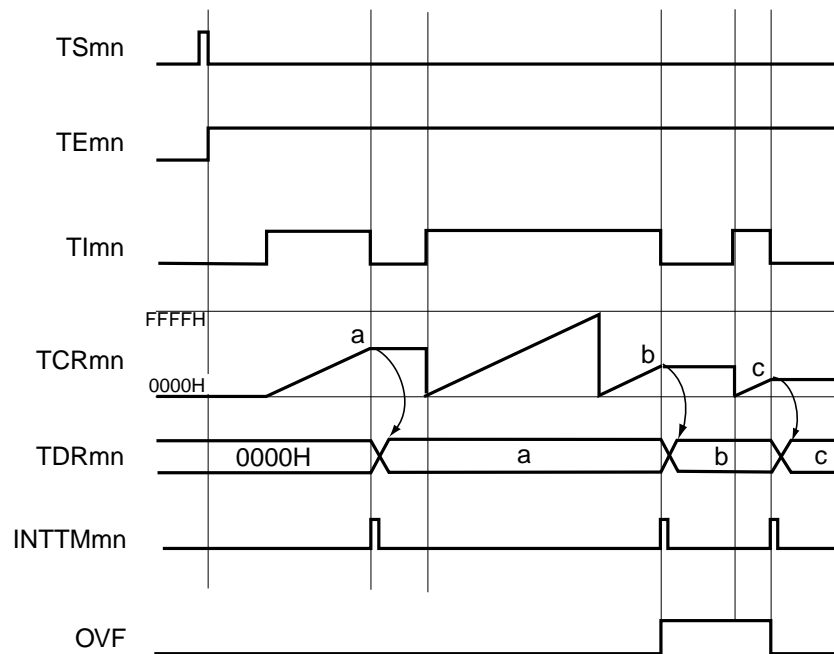 TSmn
TEmn
TImn
FFFFH
a
b
c
TCRmn
0000H
TDRmn
0000H
a
b
c
INTTMmn
OVF